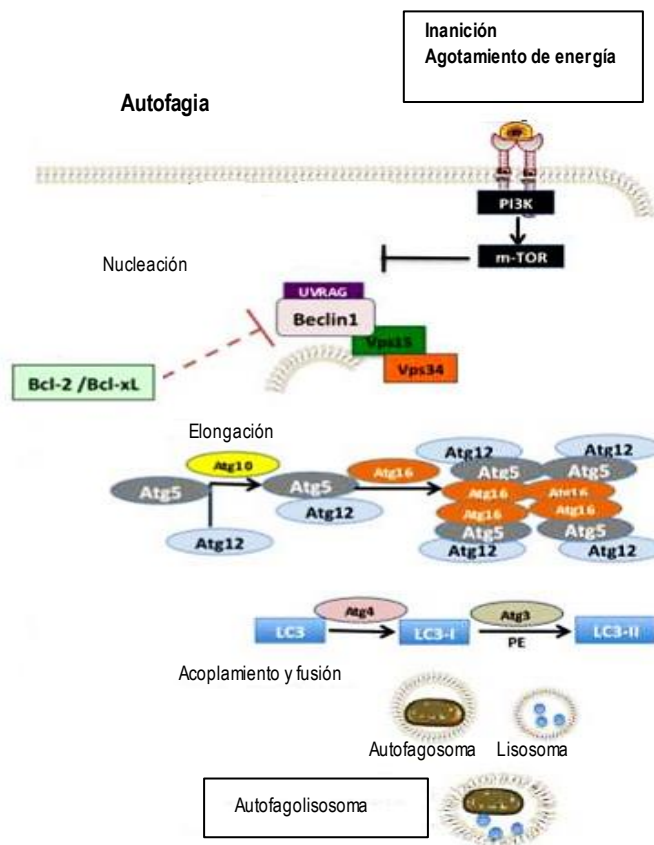 Inanición
Agotamiento de energía
Autofagia
PI3K
m-TOR
Nucleación
UVRAG
Beclin1
Vps15
Vps34
Bcl-2 /Bcl-xL
Elongación
Atg12 Atg12
Atg10 Atg16 Atg5 Atg5
Atg5 Atg5 Atg16 Atg16
Atg12 Atg16 Atg16
Atg12 Atg5 Atg5
Atg12 Atg12
Atg4 Atg3
LC3 LC3-I PE LC3-II
Acoplamiento y fusión
Autofagosoma Lisosoma
Autofagolisosoma